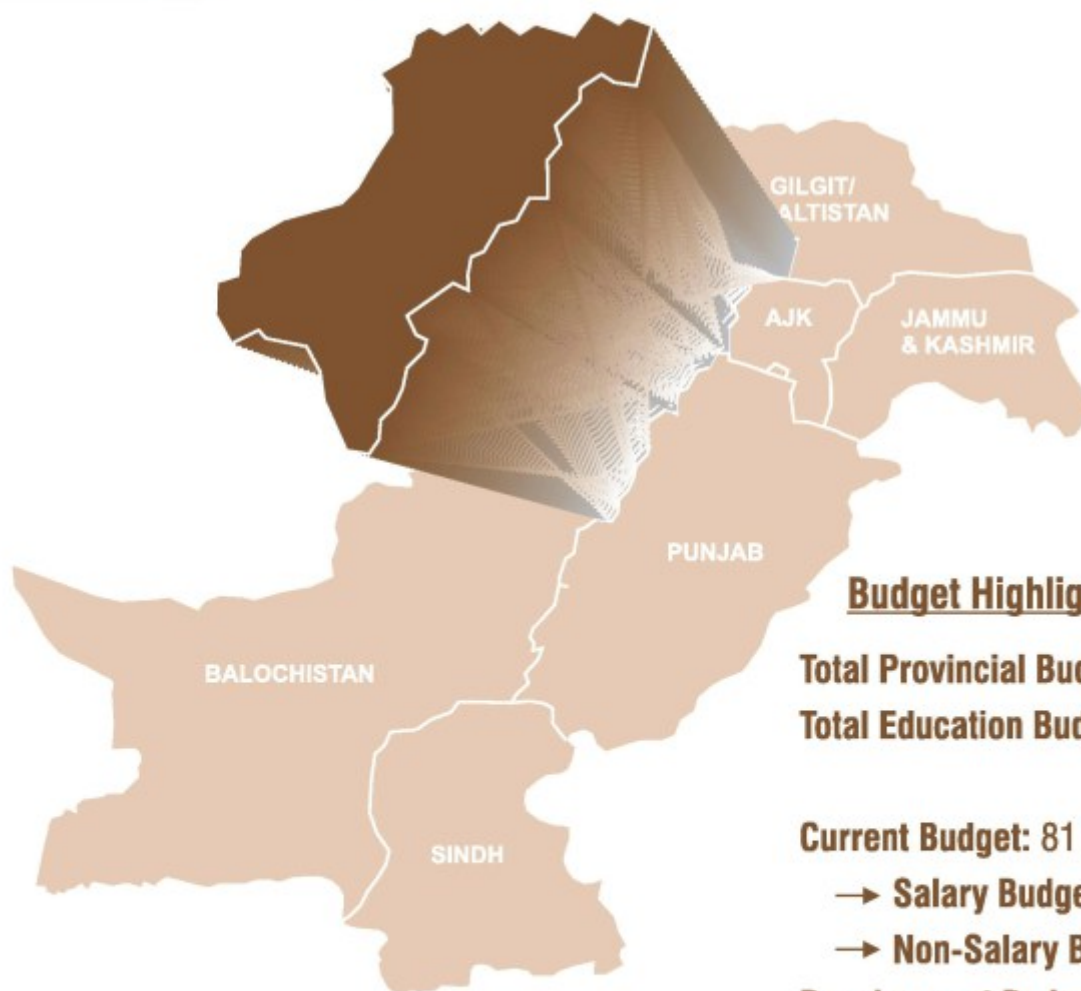 GILGIT/
ALTISTAN
AJK
JAMMU
& KASHMIR
PUNJAB
BALOCHISTAN
SINDH
Budget Highlig
Total Provincial Bud
Total Education Bud
Current Budget: 81
→ Salary Budge
→ Non-Salary B